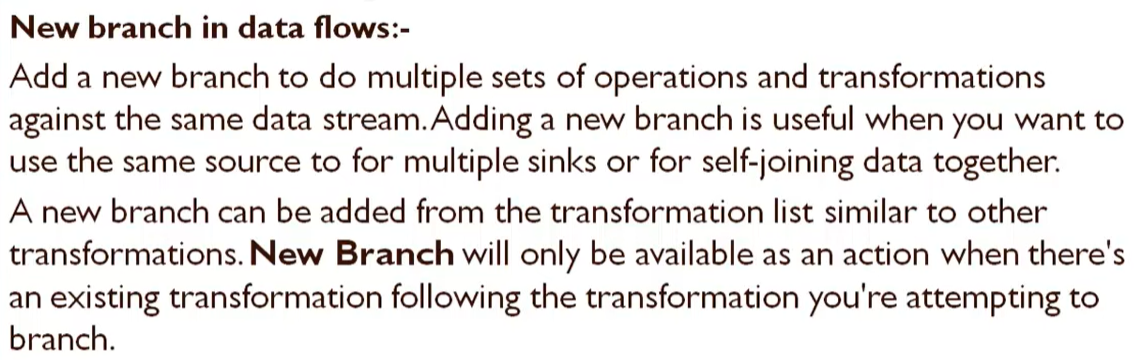 New branch in data flows:-
Add a new branch to do multiple sets of operations and transformations
against the same data stream. Adding a new branch is useful when you want to
use the same source to for multiple sinks or for self-joining data together.
A new branch can be added from the transformation list similar to other
transformations. New Branch will only be available as an action when there's
an existing transformation following the transformation you're attempting to
branch.